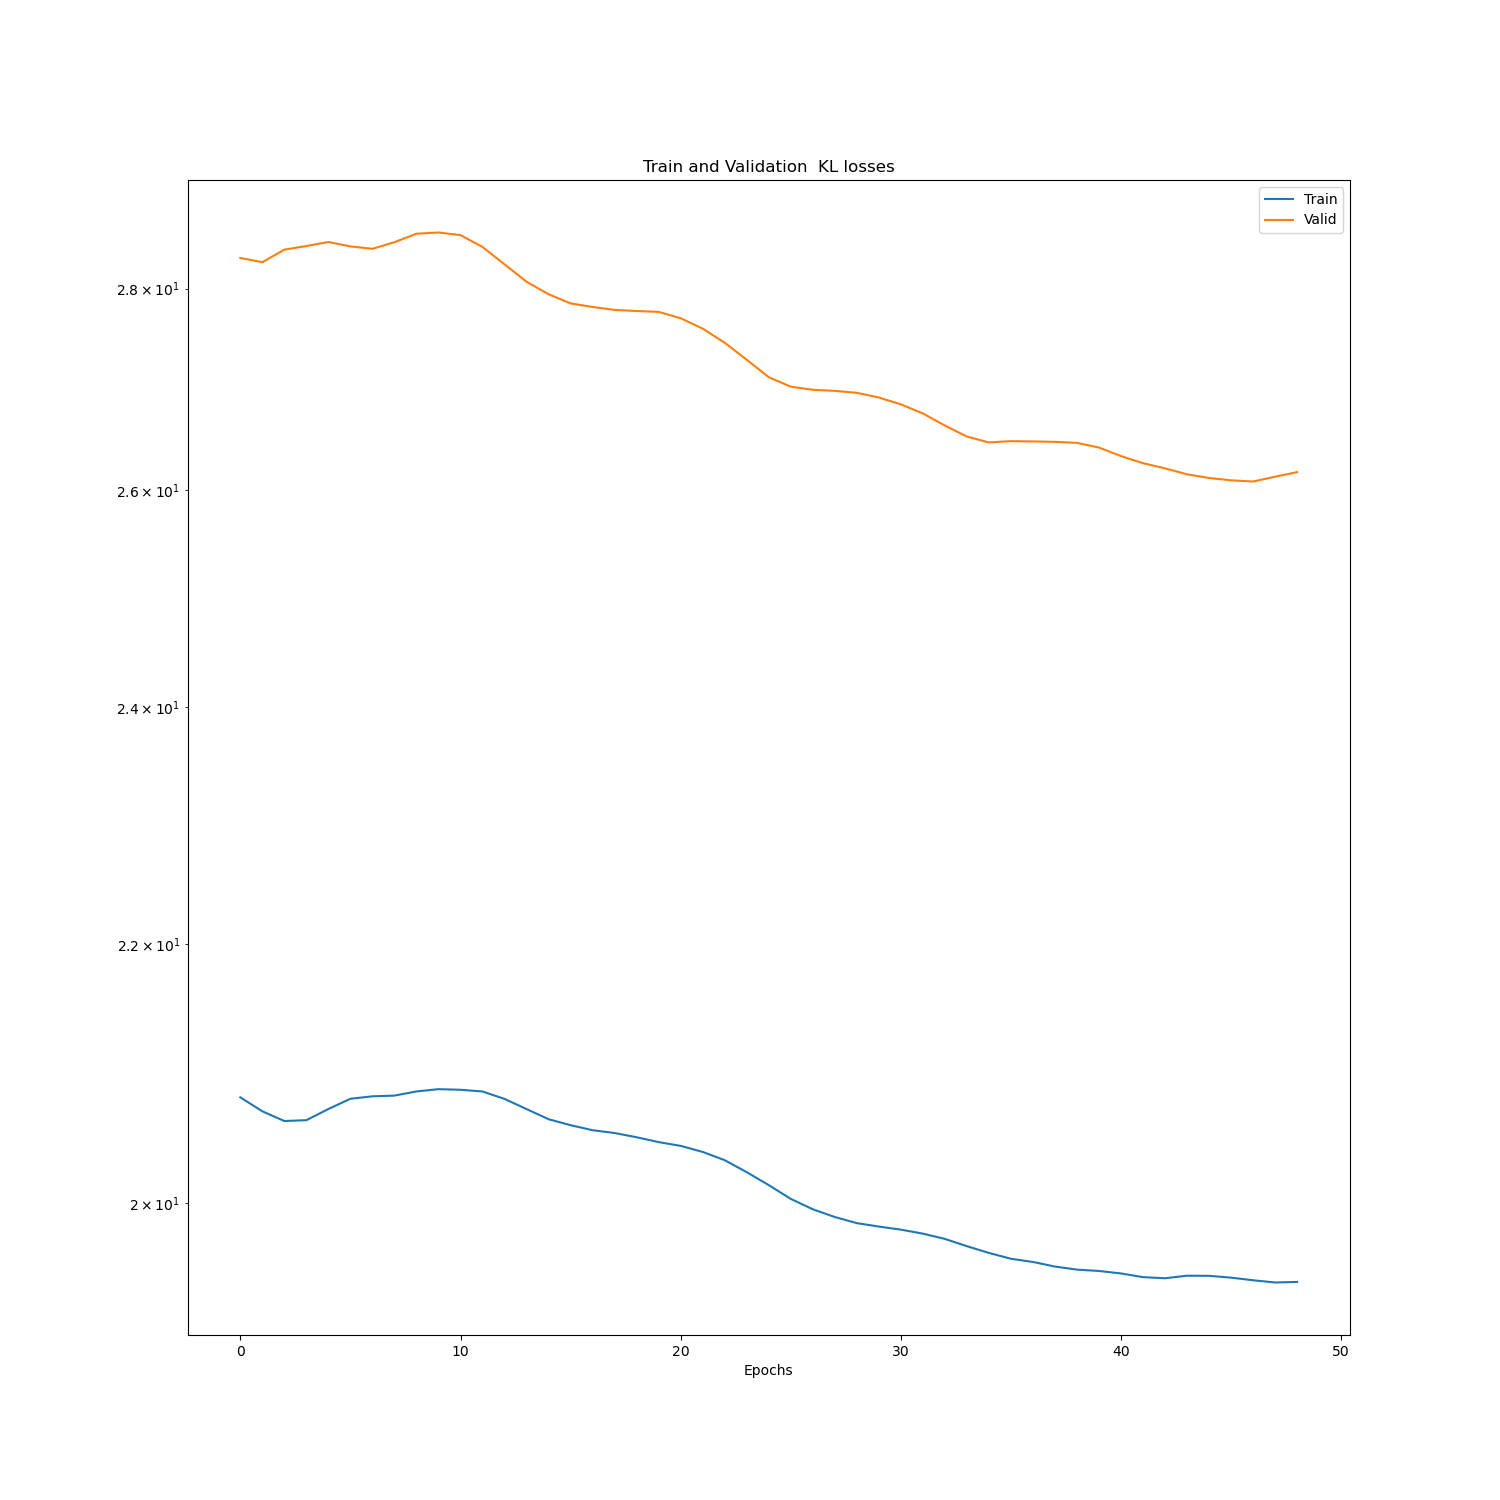 Train and Validation  KL losses
Train
Valid
2.8 × 10¹
2.6 × 10¹
2.4 × 10¹
2.2 × 10¹
2 × 10¹
0 10 20 30 40 50
Epochs